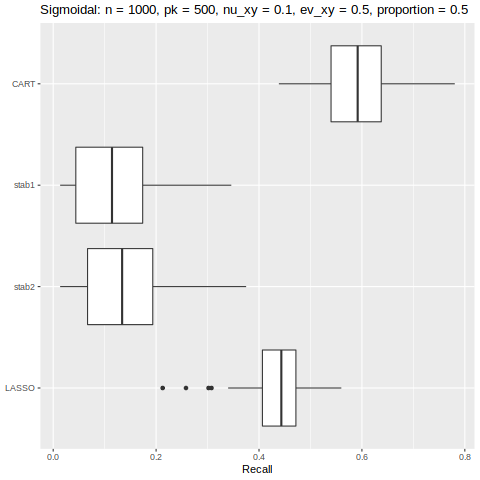 Sigmoidal: n = 1000, pk = 500, nu_xy = 0.1, ev_xy = 0.5, proportion = 0.5
CART
stab1
stab2
LASSO
0.0 0.2 0.4 0.6 0.8
Recall